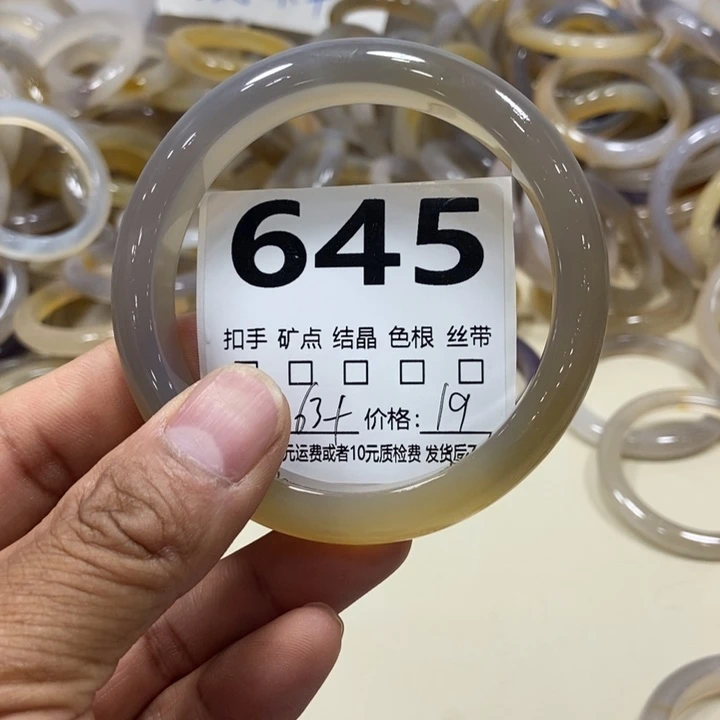 645
扣手 矿点 结晶 色根 丝带
63+ 价格: 19
元运费或者10元质检费 发货后不